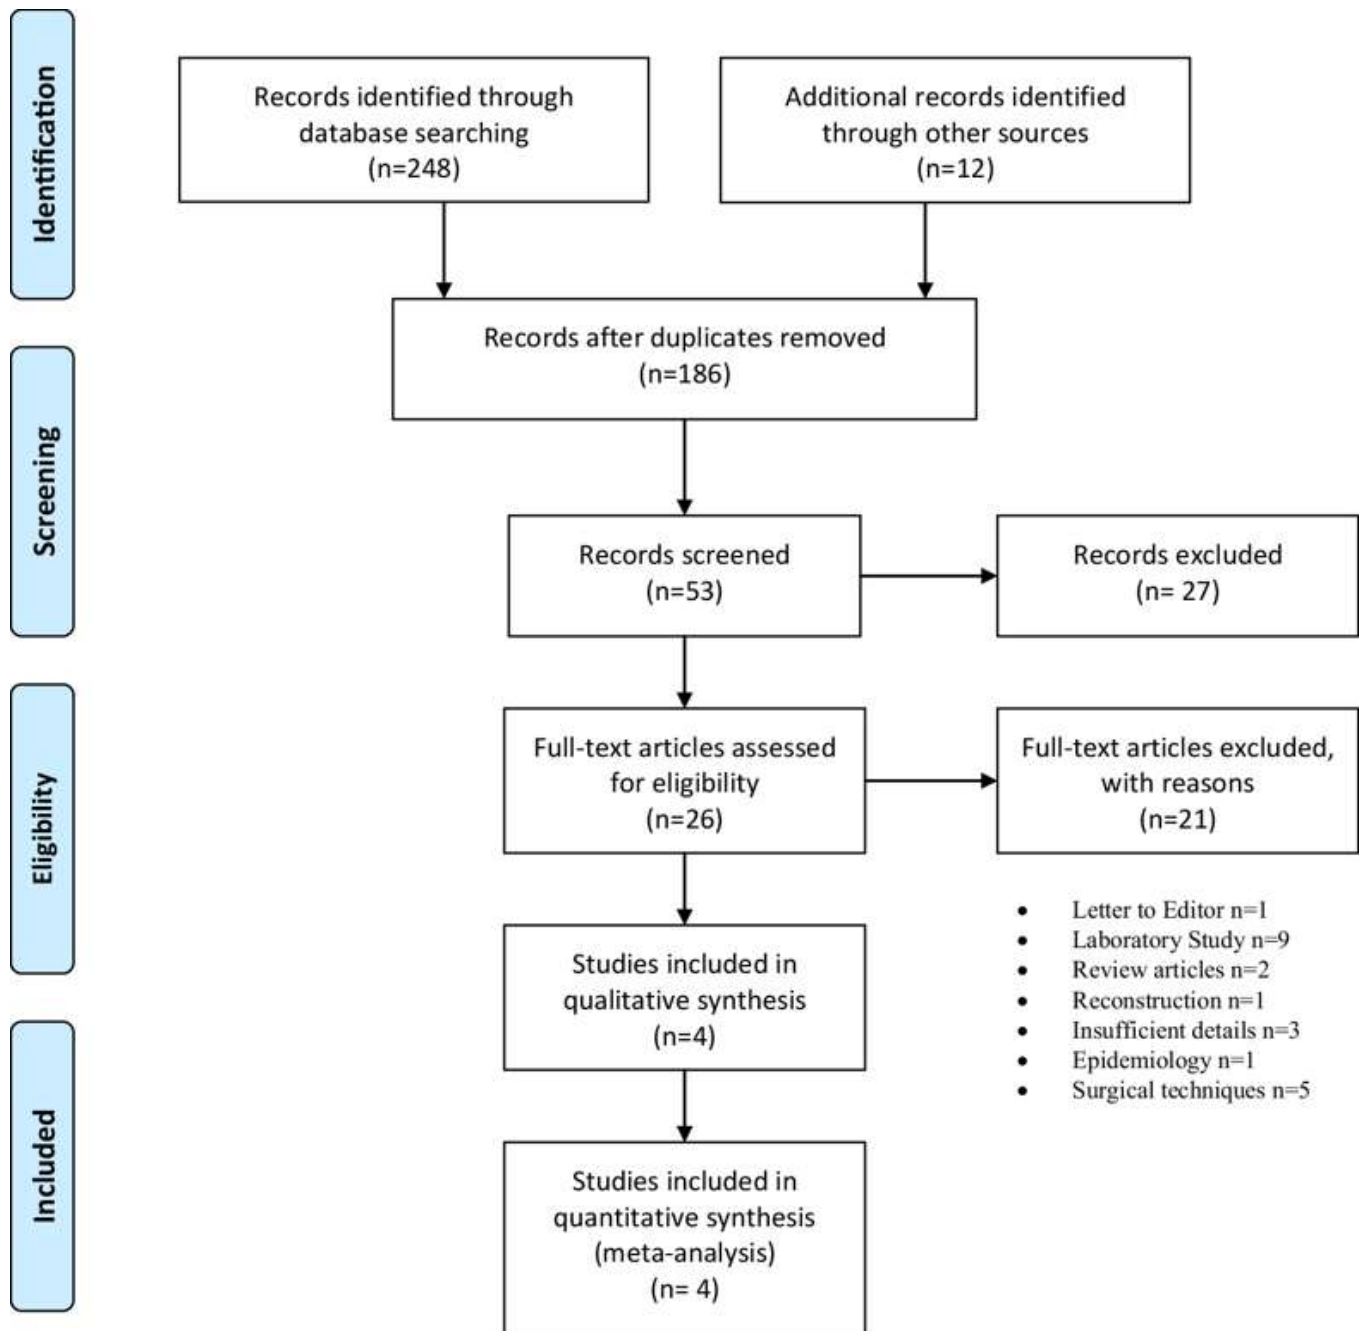 Identification
Records identified through
database searching
(n=248)
Additional records identified
through other sources
(n=12)
Records after duplicates removed
(n=186)
Screening
Records screened
(n=53)
Records excluded
(n= 27)
Eligibility
Full-text articles assessed
for eligibility
(n=26)
Full-text articles excluded,
with reasons
(n=21)
• Letter to Editor n=1
• Laboratory Study n=9
• Review articles n=2
• Reconstruction n=1
• Insufficient details n=3
• Epidemiology n=1
• Surgical techniques n=5
Studies included in
qualitative synthesis
(n=4)
Included
Studies included in
quantitative synthesis
(meta-analysis)
(n= 4)